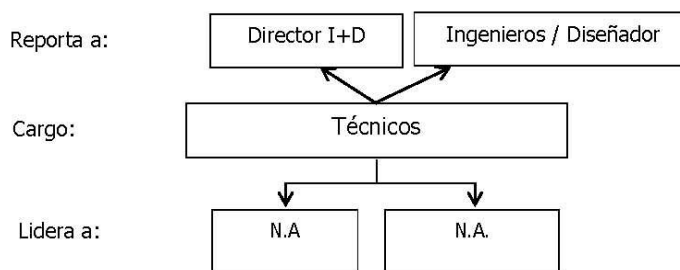 Reporta a:
Director I+D
Ingenieros / Diseñador
Cargo:
Técnicos
Lidera a:
N.A
N.A.